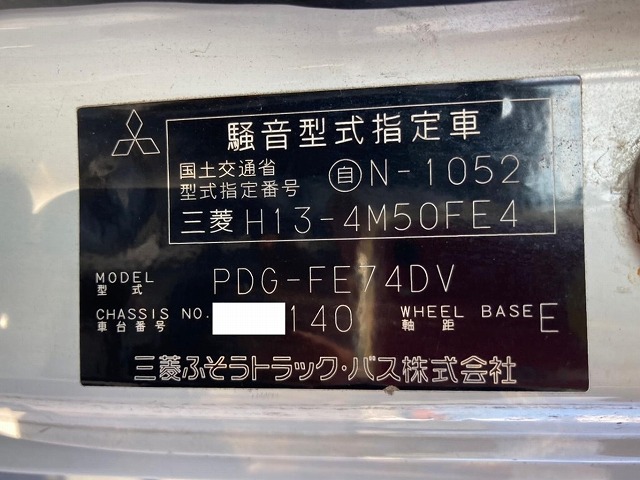 騒音型式指定車
国土交通省
型式指定番号 自N-1052
三菱 H13-4M50FE4
MODEL PDG-FE74DV
型式
CHASSIS NO. 140 WHEEL BASE E
車台番号 軸距
三菱ふそうトラック・バス株式会社